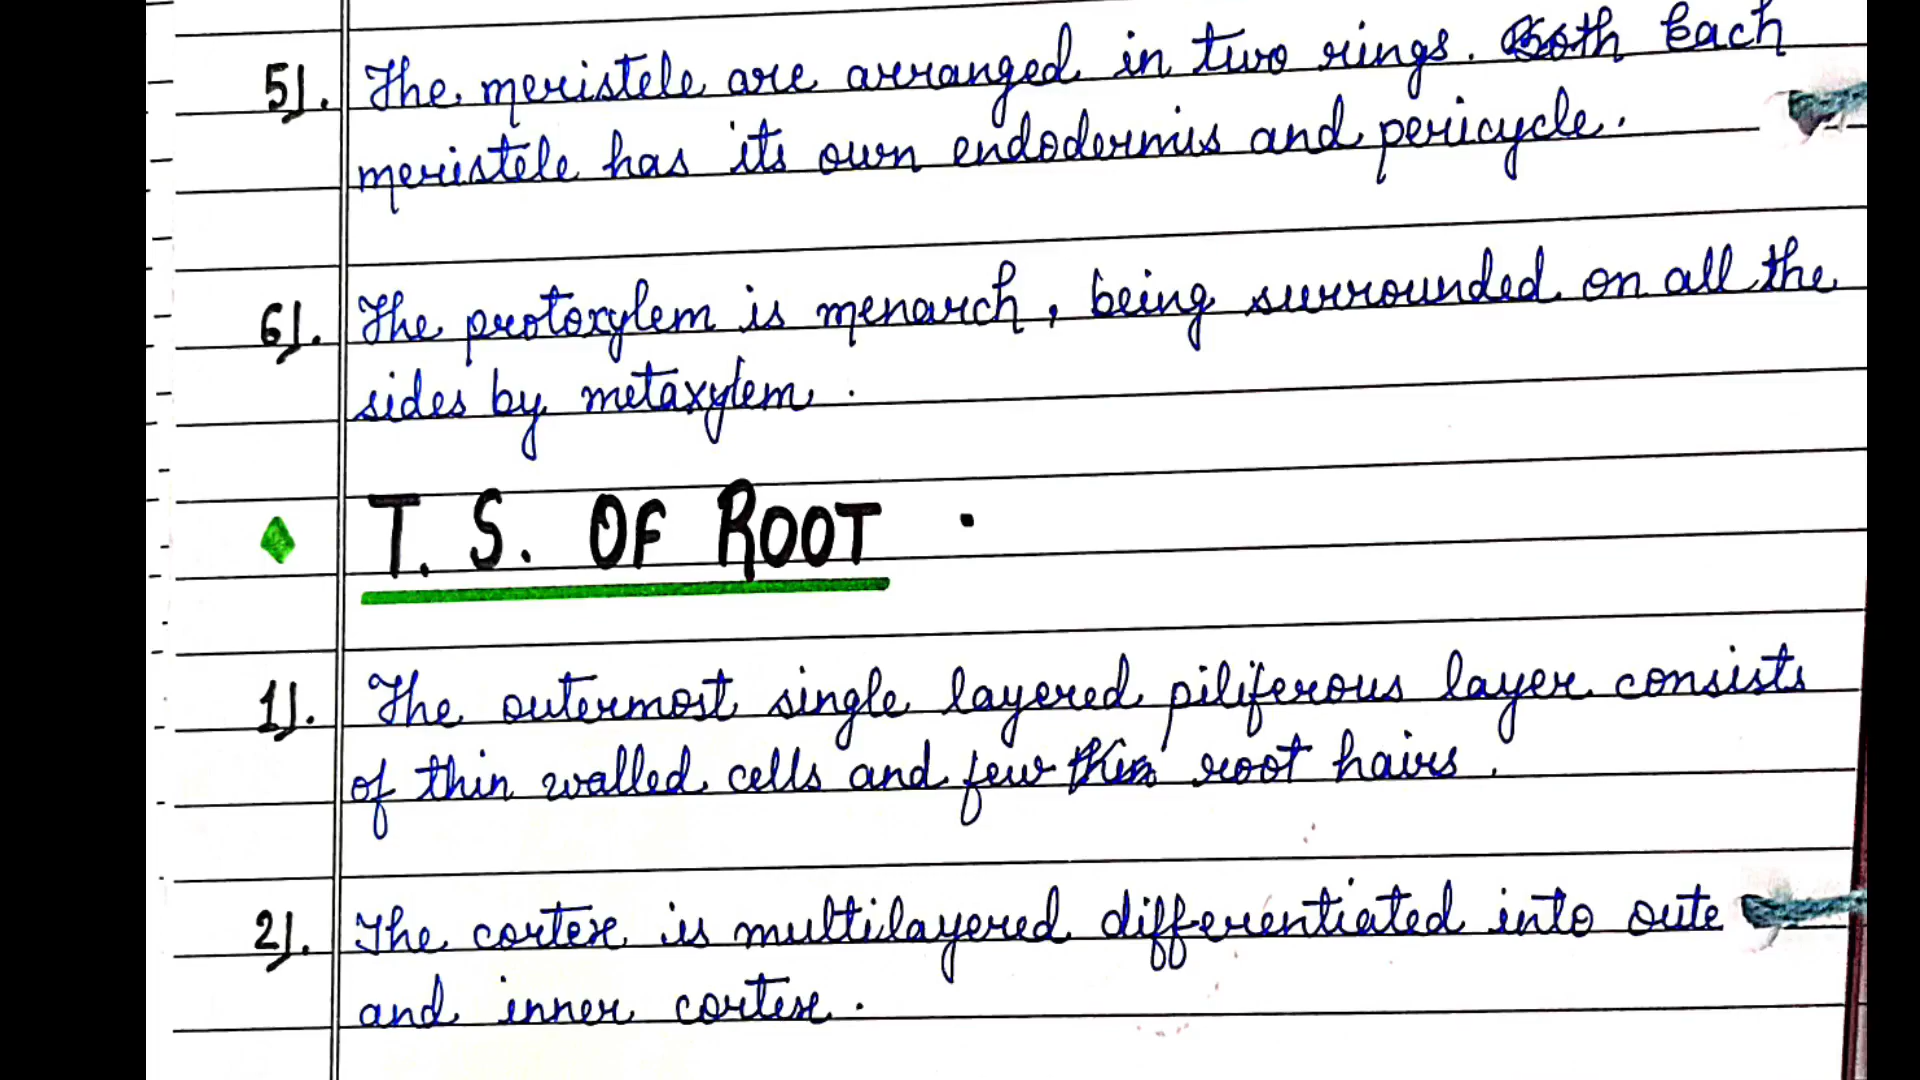 5). The meristele are arranged in two rings. Both Each
meristele has its own endodermis and pericycle.
6). The protoxylem is menarch, being surrounded on all the
sides by metaxylem.
T. S. OF ROOT.
1). The outermost single layered piliferous layer consists
of thin walled cells and few thin root hairs.
2). The cortex is multilayered differentiated into oute
and inner cortex.